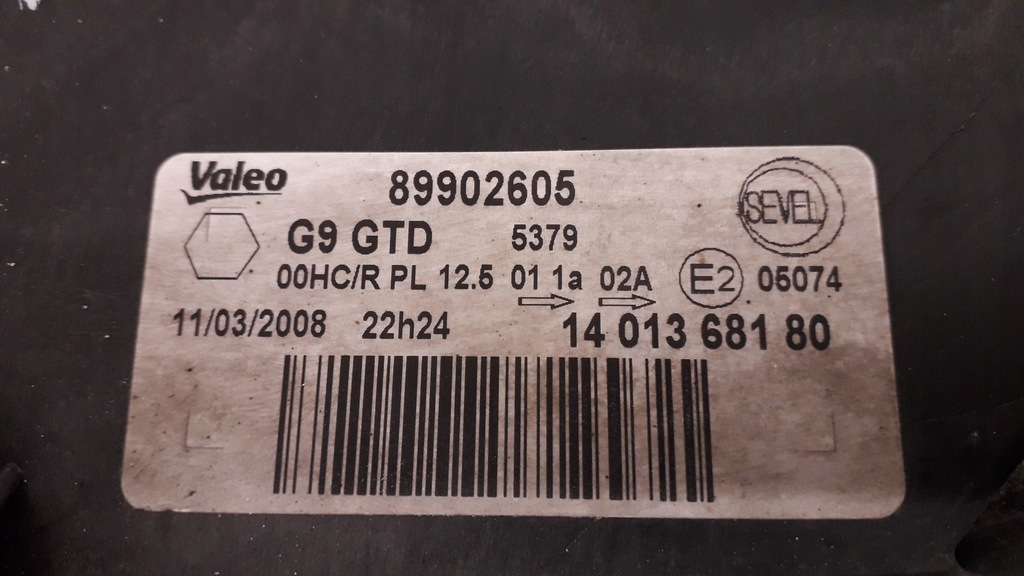 Valeo 89902605 SEVEL
G9 GTD 5379
00HC/R PL 12.5 01 1a 02A E2 05074
11/03/2008 22h24 14 013 681 80